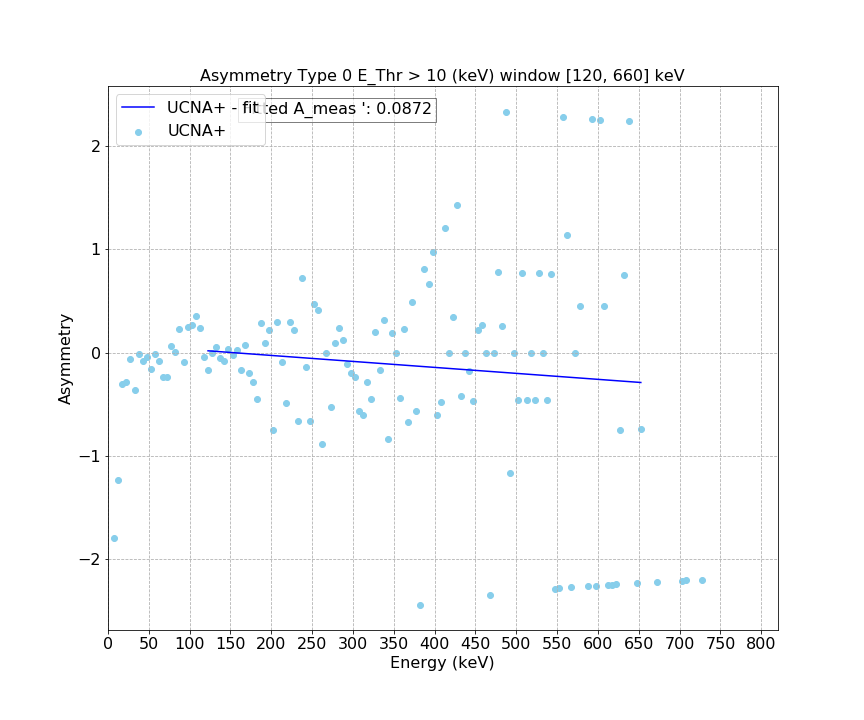 Asymmetry Type 0 E_Thr > 10 (keV) window [120, 660] keV
UCNA+ - fitted A_meas ': 0.0872
UCNA+
2
1
0
−1
−2
Asymmetry
0 50 100 150 200 250 300 350 400 450 500 550 600 650 700 750 800
Energy (keV)